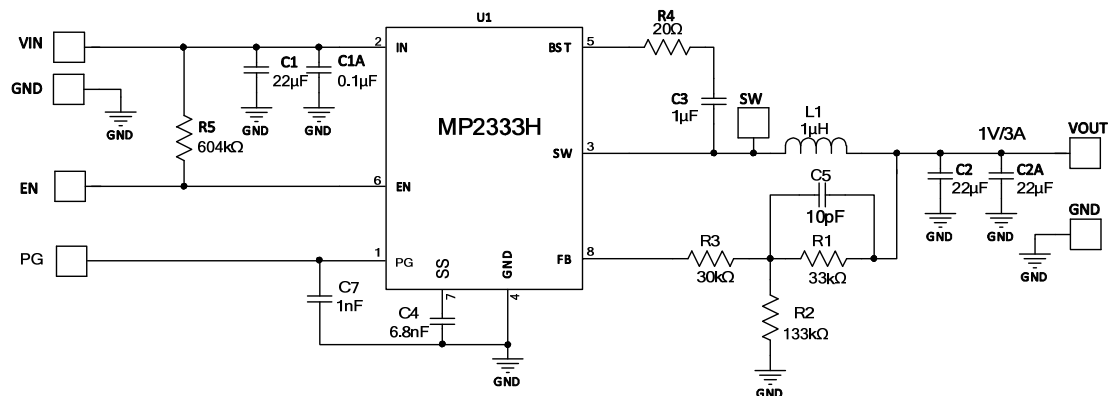 U1
VIN
GND
GND
R5
604kΩ
EN
PG
C1
22µF
GND
C1A
0.1µF
GND
2
IN
MP2333H
BST
5
SW
3
6
EN
1
PG
FB
8
SS
7
GND
4
C7
1nF
C4
6.8nF
GND
R4
20Ω
C3
1µF
SW
L1
1µH
1V/3A
VOUT
C2
22µF
GND
C2A
22µF
GND
GND
GND
C5
10pF
R3
30kΩ
R1
33kΩ
R2
133kΩ
GND